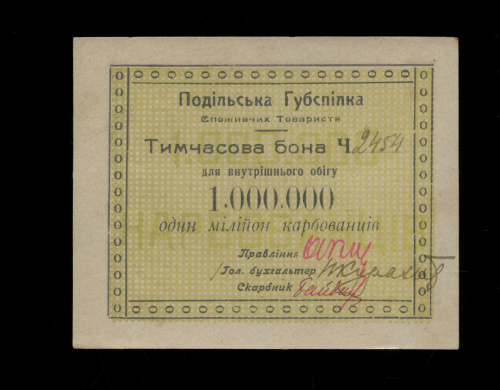 Подільська Губспілка
Споживчих Товариств
Тимчасова бона Ч 2454
для внутрішнього обігу
1.000.000
один мілійон карбованців
Правління
Гол. бухгальтер
Скарбник